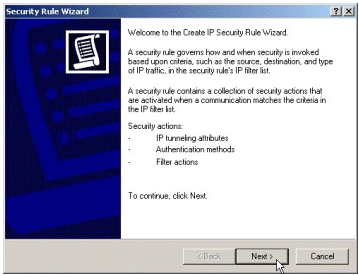 Security Rule Wizard
Welcome to the Create IP Security Rule Wizard.
A security rule governs how and when security is invoked
based upon criteria, such as the source, destination, and type
of IP traffic, in the security rule's IP filter list.
A security rule contains a collection of security actions that
are activated when a communication matches the criteria in
the IP filter list.
Security actions:
- IP tunneling attributes
- Authentication methods
- Filter actions
To continue, click Next.
< Back Next > Cancel